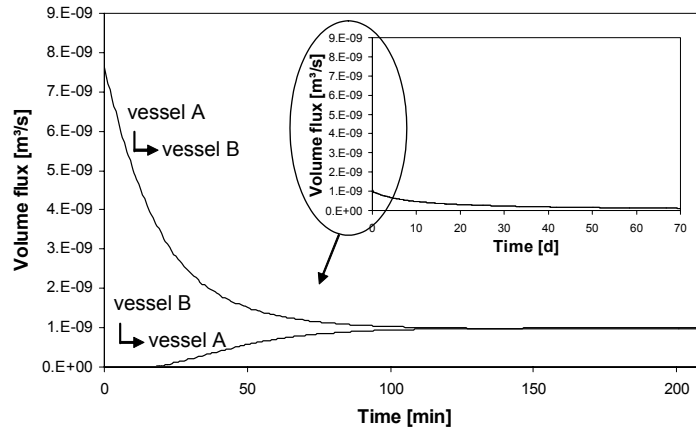 9.E-09
8.E-09
7.E-09
6.E-09
5.E-09
4.E-09
3.E-09
2.E-09
1.E-09
0.E+00
Volume flux [m³/s]
0 50 100 150 200
Time [min]
vessel A
vessel B
vessel B
vessel A
9.E-09
8.E-09
7.E-09
6.E-09
5.E-09
4.E-09
3.E-09
2.E-09
1.E-09
0.E+00
Volume flux [m³/s]
0 10 20 30 40 50 60 70
Time [d]